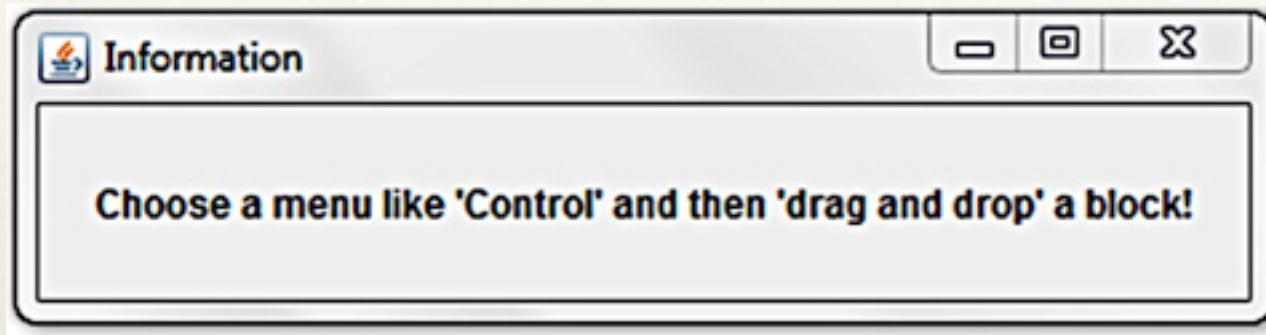 Information
Choose a menu like 'Control' and then 'drag and drop' a block!